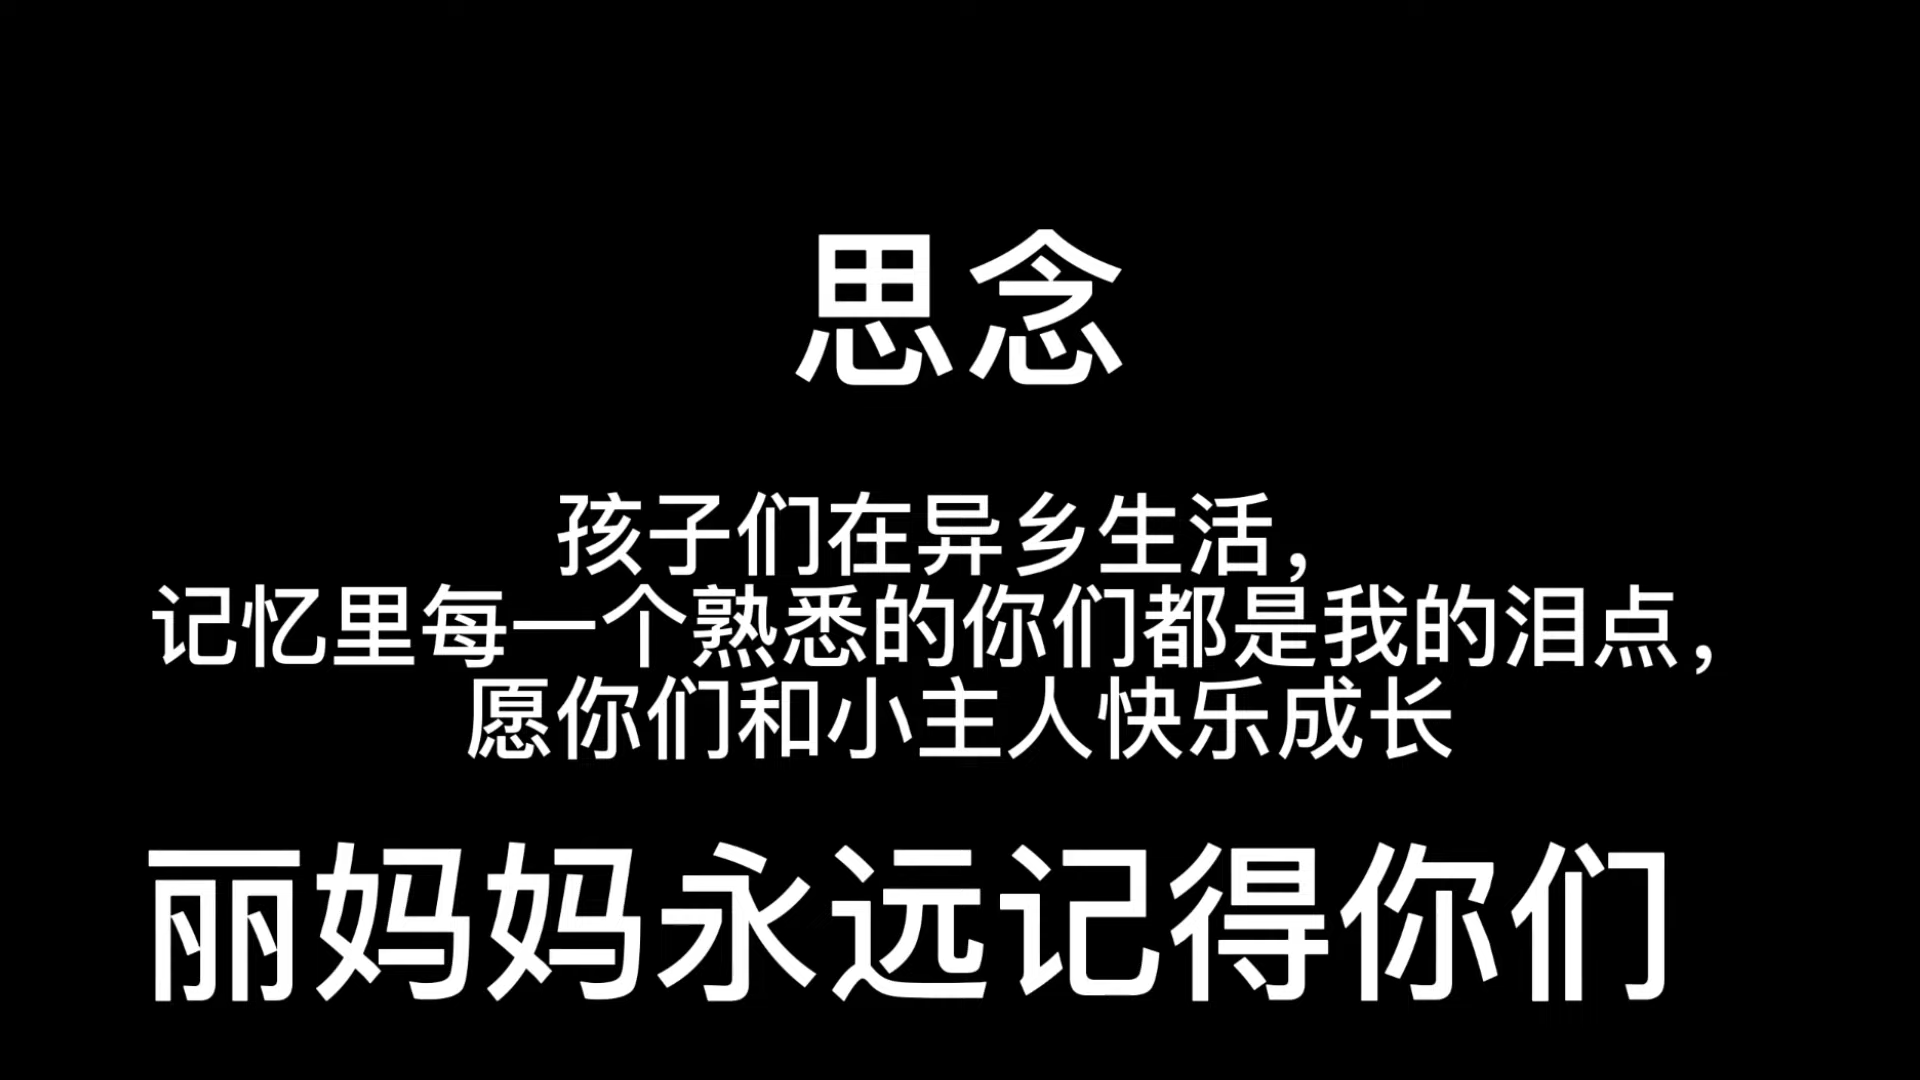 思念
孩子们在异乡生活，
记忆里每一个熟悉的你们都是我的泪点，
愿你们和小主人快乐成长
丽妈妈永远记得你们